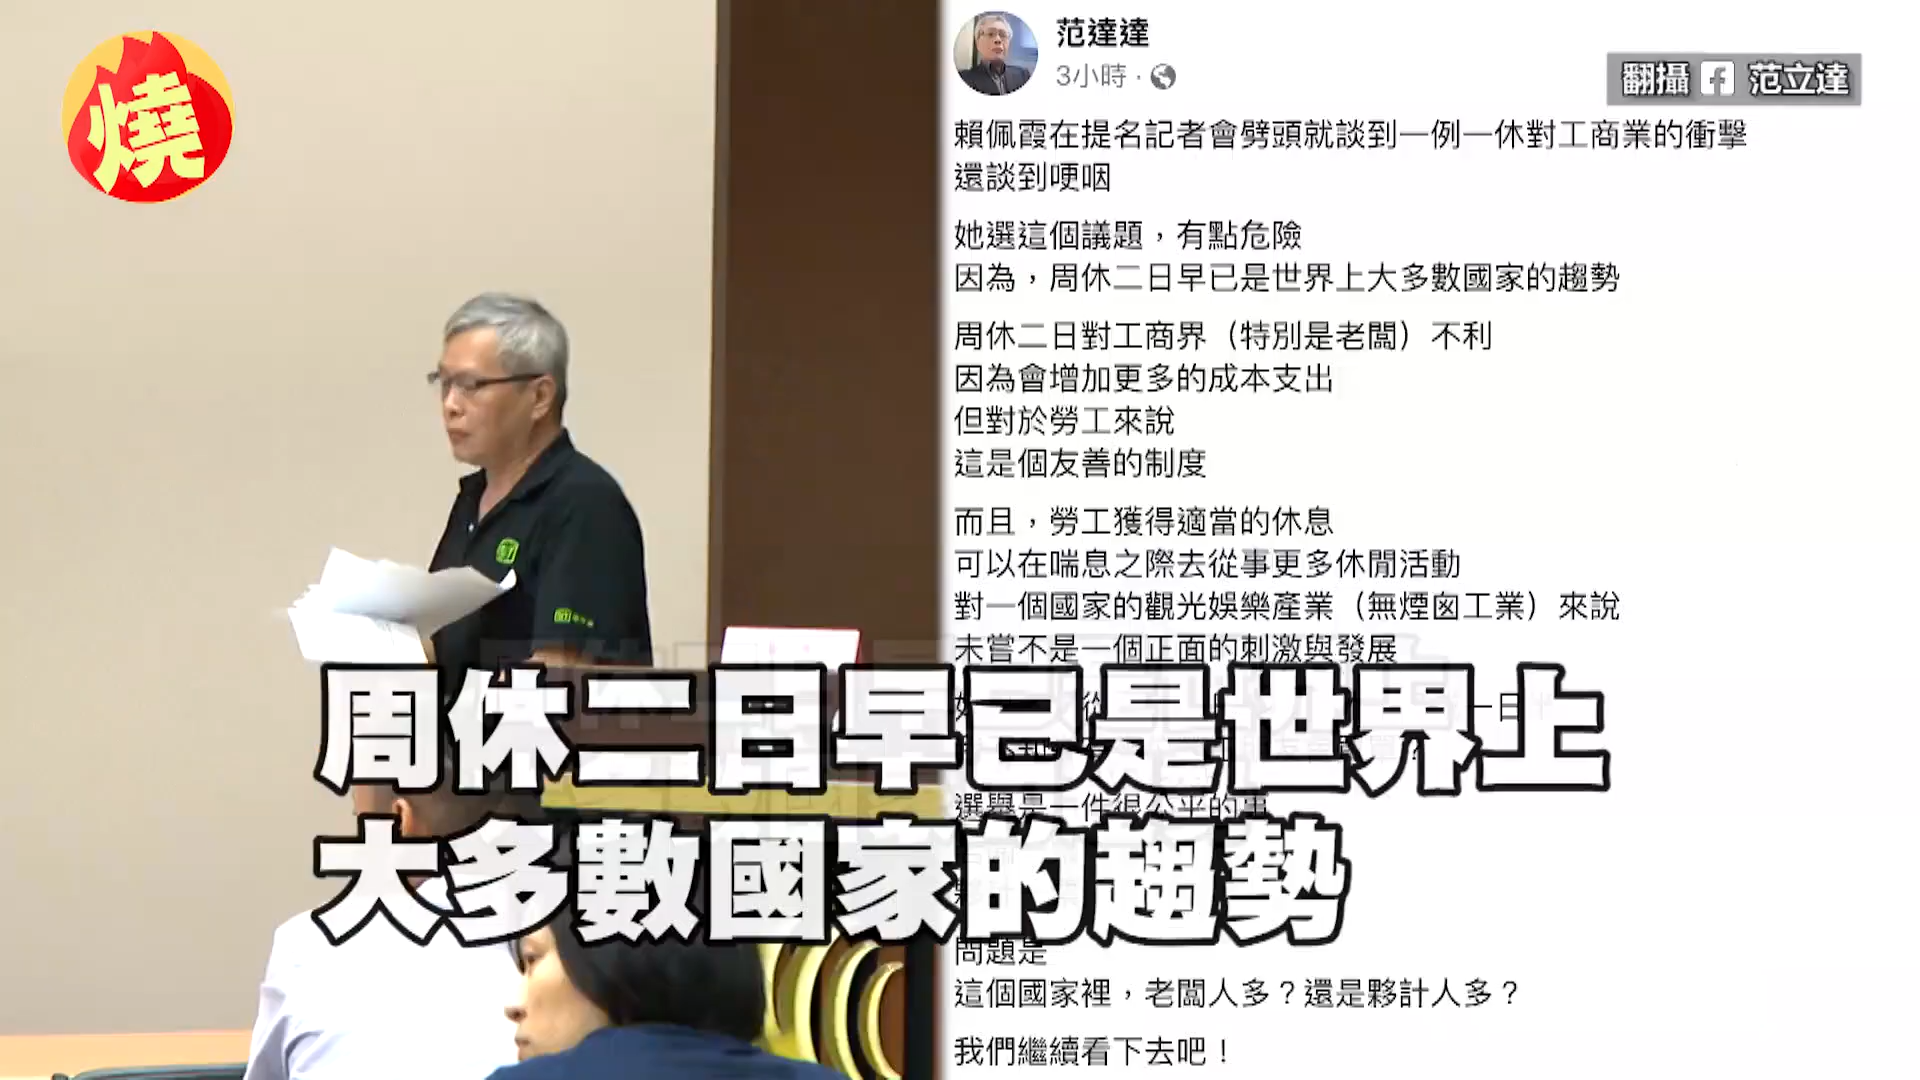 燒
范達達
3小時
翻攝 范立達
賴佩霞在提名記者會劈頭就談到一例一休對工商業的衝擊
還談到哽咽
她選這個議題，有點危險
因為，周休二日早已是世界上大多數國家的趨勢
周休二日對工商界（特別是老闆）不利
因為會增加更多的成本支出
但對於勞工來說
這是個友善的制度
而且，勞工獲得適當的休息
可以在喘息之際去從事更多休閒活動
對一個國家的觀光娛樂產業（無煙囪工業）來說
未嘗不是一個正面的刺激與發展
周休二日早已是世界上
選舉是一件很公平的事
大多數國家的趨勢
問題是
這個國家裡，老闆人多？還是夥計人多？
我們繼續看下去吧！